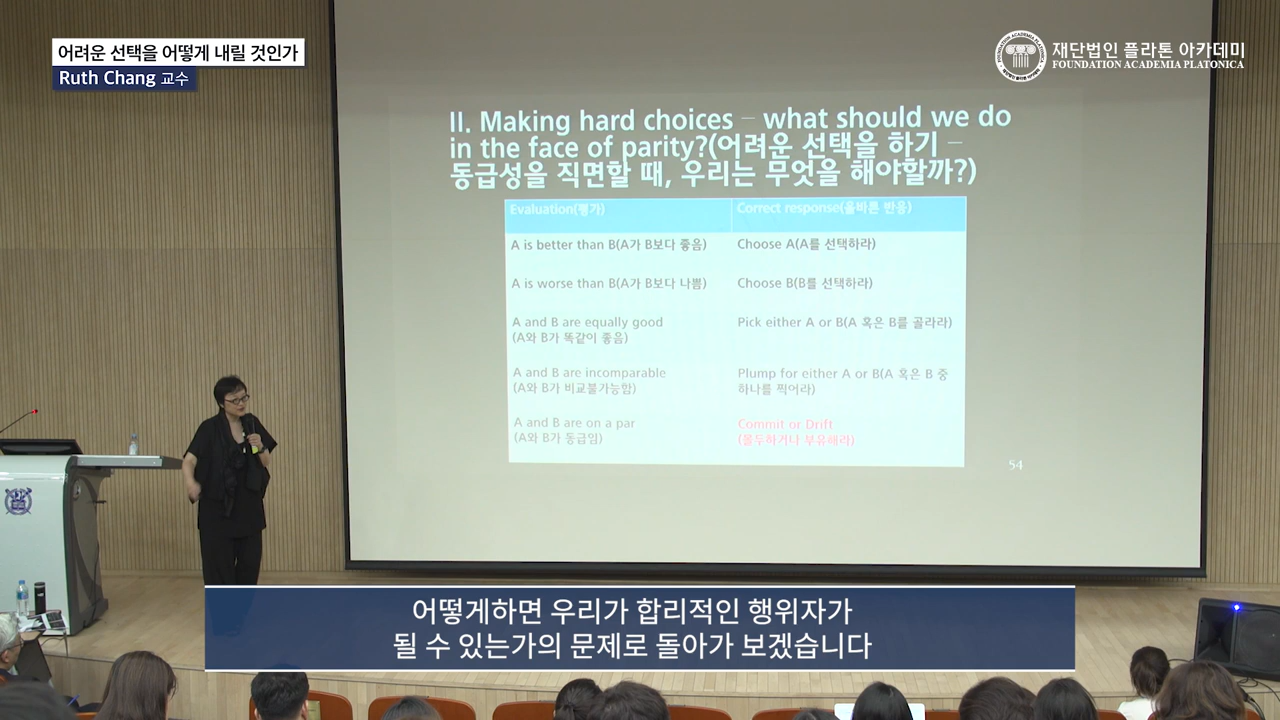 어려운 선택을 어떻게 내릴 것인가
Ruth Chang 교수
재단법인 플라톤 아카데미
FOUNDATION ACADEMIA PLATONICA
II. Making hard choices – what should we do
in the face of parity?(어려운 선택을 하기 –
동급성을 직면할 때, 우리는 무엇을 해야할까?)
Evaluation(평가)
Correct response(올바른 반응)
A is better than B(A가 B보다 좋음)
Choose A(A를 선택하라)
A is worse than B(A가 B보다 나쁨)
Choose B(B를 선택하라)
A and B are equally good
(A와 B가 똑같이 좋음)
Pick either A or B(A 혹은 B를 골라라)
A and B are incomparable
(A와 B가 비교불가능함)
Plump for either A or B(A 혹은 B 중
하나를 찍어라)
A and B are on a par
(A와 B가 동급임)
Commit or Drift
(몰두하거나 부유해라)
54
어떻게하면 우리가 합리적인 행위자가
될 수 있는가의 문제로 돌아가 보겠습니다